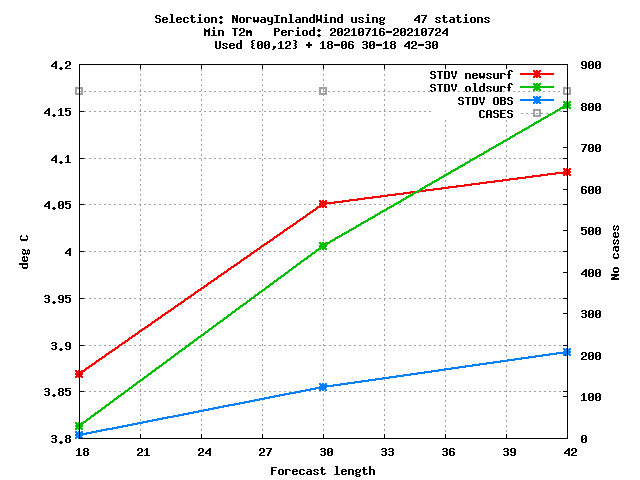 Selection: NorwayInlandWind using    47 stations
Min T2m   Period: 20210716-20210724
Used {00,12} + 18-06 30-18 42-30
STDV newsurf
STDV oldsurf
STDV OBS
CASES
4.2
4.15
4.1
4.05
4
3.95
3.9
3.85
3.8
deg C
900
800
700
600
500
400
300
200
100
0
No cases
18 21 24 27 30 33 36 39 42
Forecast length